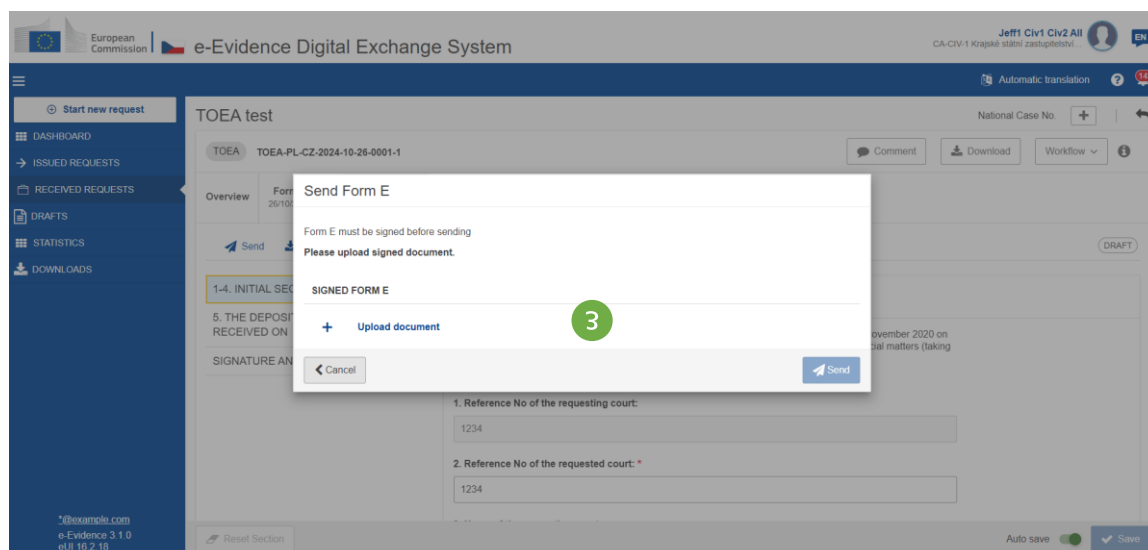 European
Commission
e-Evidence Digital Exchange System
Jeff1 Civ1 Civ2 All
CA-CIV-1 Krajské státní zastupitelství...
EN
Automatic translation
14
Start new request
DASHBOARD
ISSUED REQUESTS
RECEIVED REQUESTS
DRAFTS
STATISTICS
DOWNLOADS
*@example.com
e-Evidence 3.1.0
eUI 16.2.18
TOEA test
National Case No.
TOEA TOEA-PL-CZ-2024-10-26-0001-1
Comment
Download
Workflow
Overview
Form
26/10/
Send
DRAFT
1-4. INITIAL SEC
5. THE DEPOSIT
RECEIVED ON
SIGNATURE AN
Send Form E
Form E must be signed before sending
Please upload signed document.
SIGNED FORM E
+ Upload document
3
Cancel
Send
ovember 2020 on
cial matters (taking
1. Reference No of the requesting court:
1234
2. Reference No of the requested court: *
1234
Reset Section
Auto save
Save